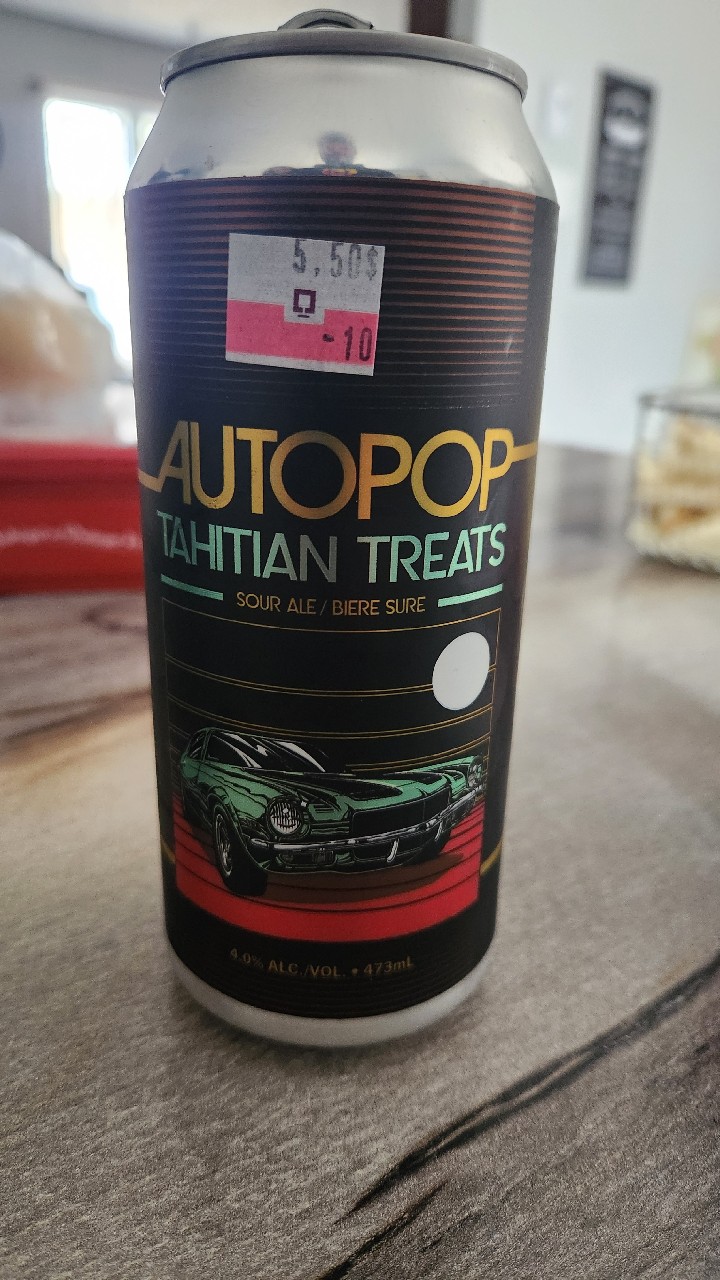 5,50$
-10
AUTOPOP
TAHITIAN TREATS
SOUR ALE / BIERE SURE
4.0% ALC./VOL. • 473mL